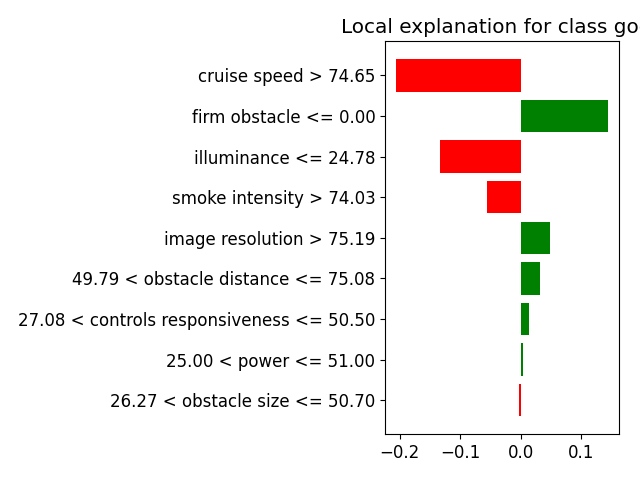 Local explanation for class go
cruise speed > 74.65
firm obstacle <= 0.00
illuminance <= 24.78
smoke intensity > 74.03
image resolution > 75.19
49.79 < obstacle distance <= 75.08
27.08 < controls responsiveness <= 50.50
25.00 < power <= 51.00
26.27 < obstacle size <= 50.70
−0.2 −0.1 0.0 0.1